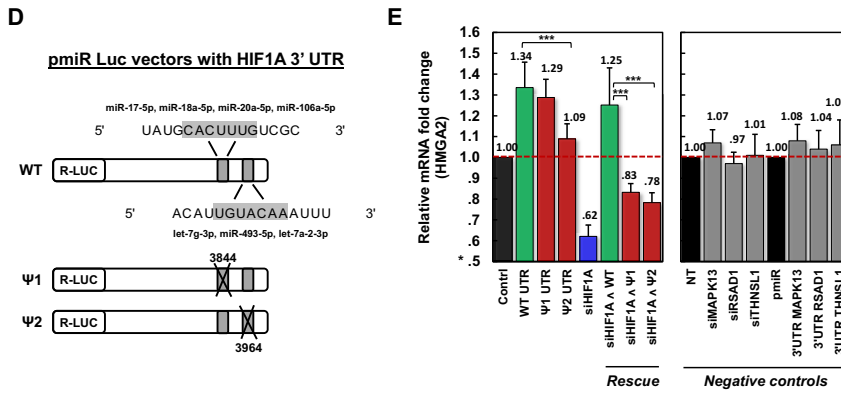 D
pmiR Luc vectors with HIF1A 3' UTR
miR-17-5p, miR-18a-5p, miR-20a-5p, miR-106a-5p
5' UAUGCACUUUGUCGC 3'
WT R-LUC
5' ACAUUGUACAAAUUU 3'
let-7g-3p, miR-493-5p, let-7a-2-3p
3844
Ψ1 R-LUC
Ψ2 R-LUC
3964
E
Relative mRNA fold change
(HMGA2)
1.6
1.5
1.4
1.3
1.2
1.1
1.0
.9
.8
.7
.6
* .5
1.00
1.34
1.29
1.09
.62
1.25
.83
.78
***
***
***
Contrl
WT UTR
Ψ1 UTR
Ψ2 UTR
siHIF1A
siHIF1A ᴧ WT
siHIF1A ᴧ Ψ1
siHIF1A ᴧ Ψ2
Rescue
1.00
1.07
.97
1.01
1.00
1.08
1.04
NT
siMAPK13
siRSAD1
siTHNSL1
pmiR
3'UTR MAPK13
3'UTR RSAD1
3'UTR THNSL1
Negative controls